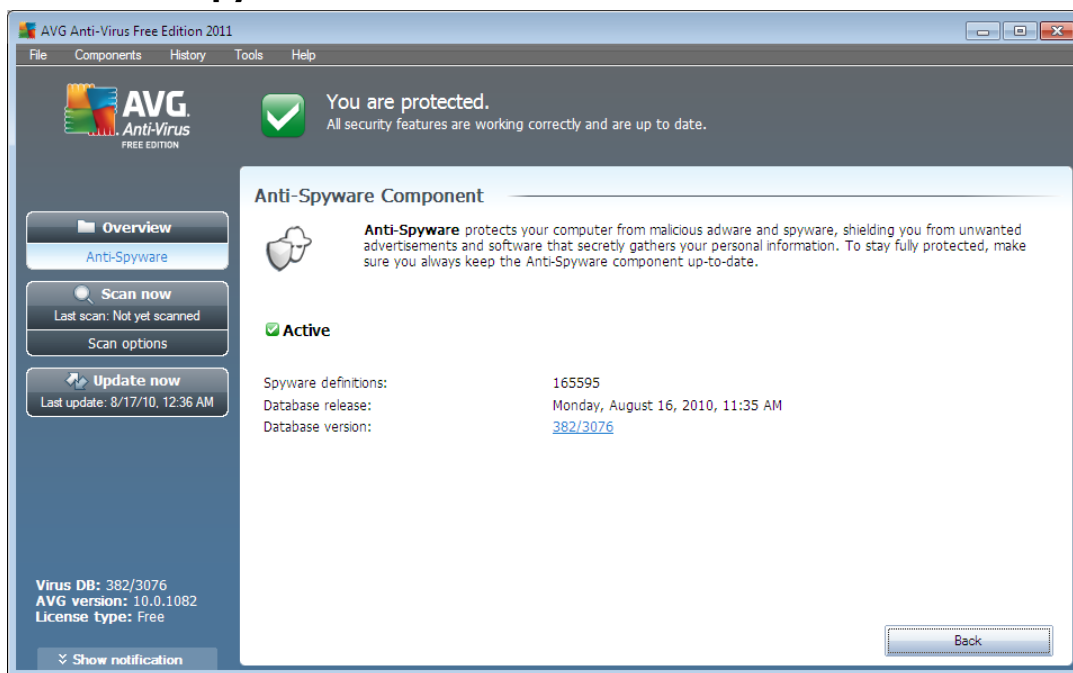 AVG Anti-Virus Free Edition 2011
File Components History Tools Help
AVG.
Anti-Virus
FREE EDITION
You are protected.
All security features are working correctly and are up to date.
Anti-Spyware Component
Overview
Anti-Spyware
Scan now
Last scan: Not yet scanned
Scan options
Update now
Last update: 8/17/10, 12:36 AM
Anti-Spyware protects your computer from malicious adware and spyware, shielding you from unwanted
advertisements and software that secretly gathers your personal information. To stay fully protected, make
sure you always keep the Anti-Spyware component up-to-date.
Active
Spyware definitions: 165595
Database release: Monday, August 16, 2010, 11:35 AM
Database version: 382/3076
Virus DB: 382/3076
AVG version: 10.0.1082
License type: Free
Show notification
Back